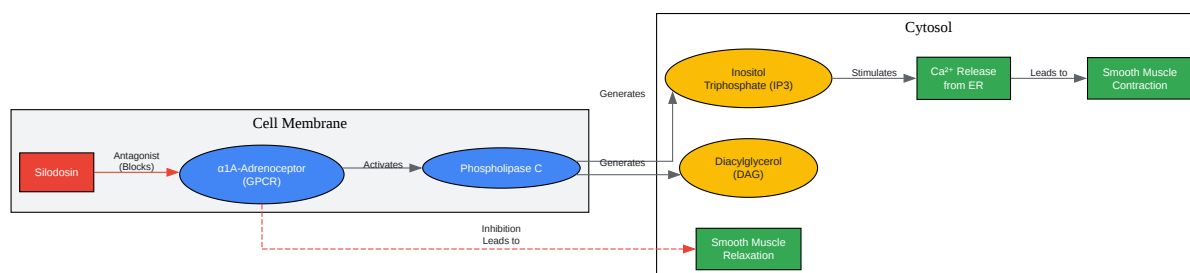 Cytosol
Inositol
Triphosphate (IP3)
Stimulates
Ca²⁺ Release
from ER
Leads to
Smooth Muscle
Contraction
Generates
Cell Membrane
Silodosin
Antagonist
(Blocks)
α1A-Adrenoceptor
(GPCR)
Activates
Phospholipase C
Generates
Diacylglycerol
(DAG)
Inhibition
Leads to
Smooth Muscle
Relaxation